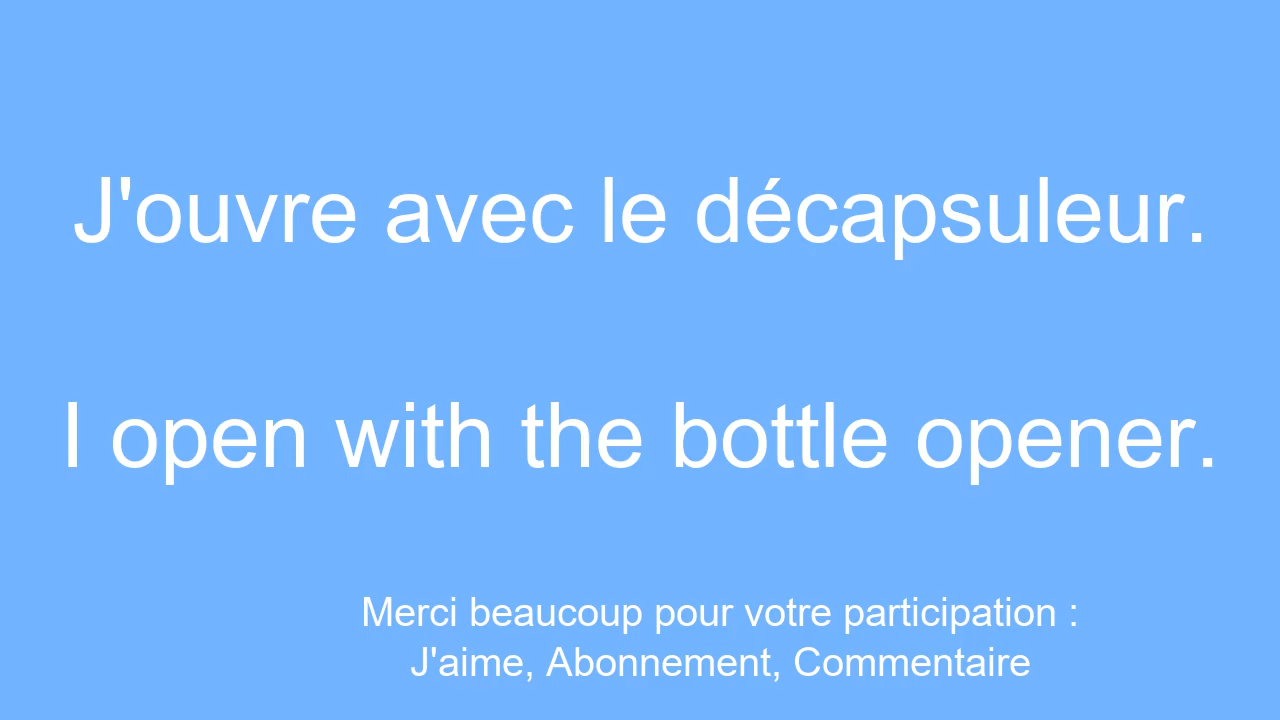 J'ouvre avec le décapsuleur.
I open with the bottle opener.
Merci beaucoup pour votre participation :
J'aime, Abonnement, Commentaire